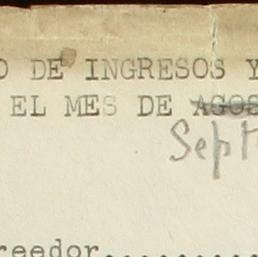 O DE INGRESOS Y
EL MES DE AGOS
Sept
reedor..........